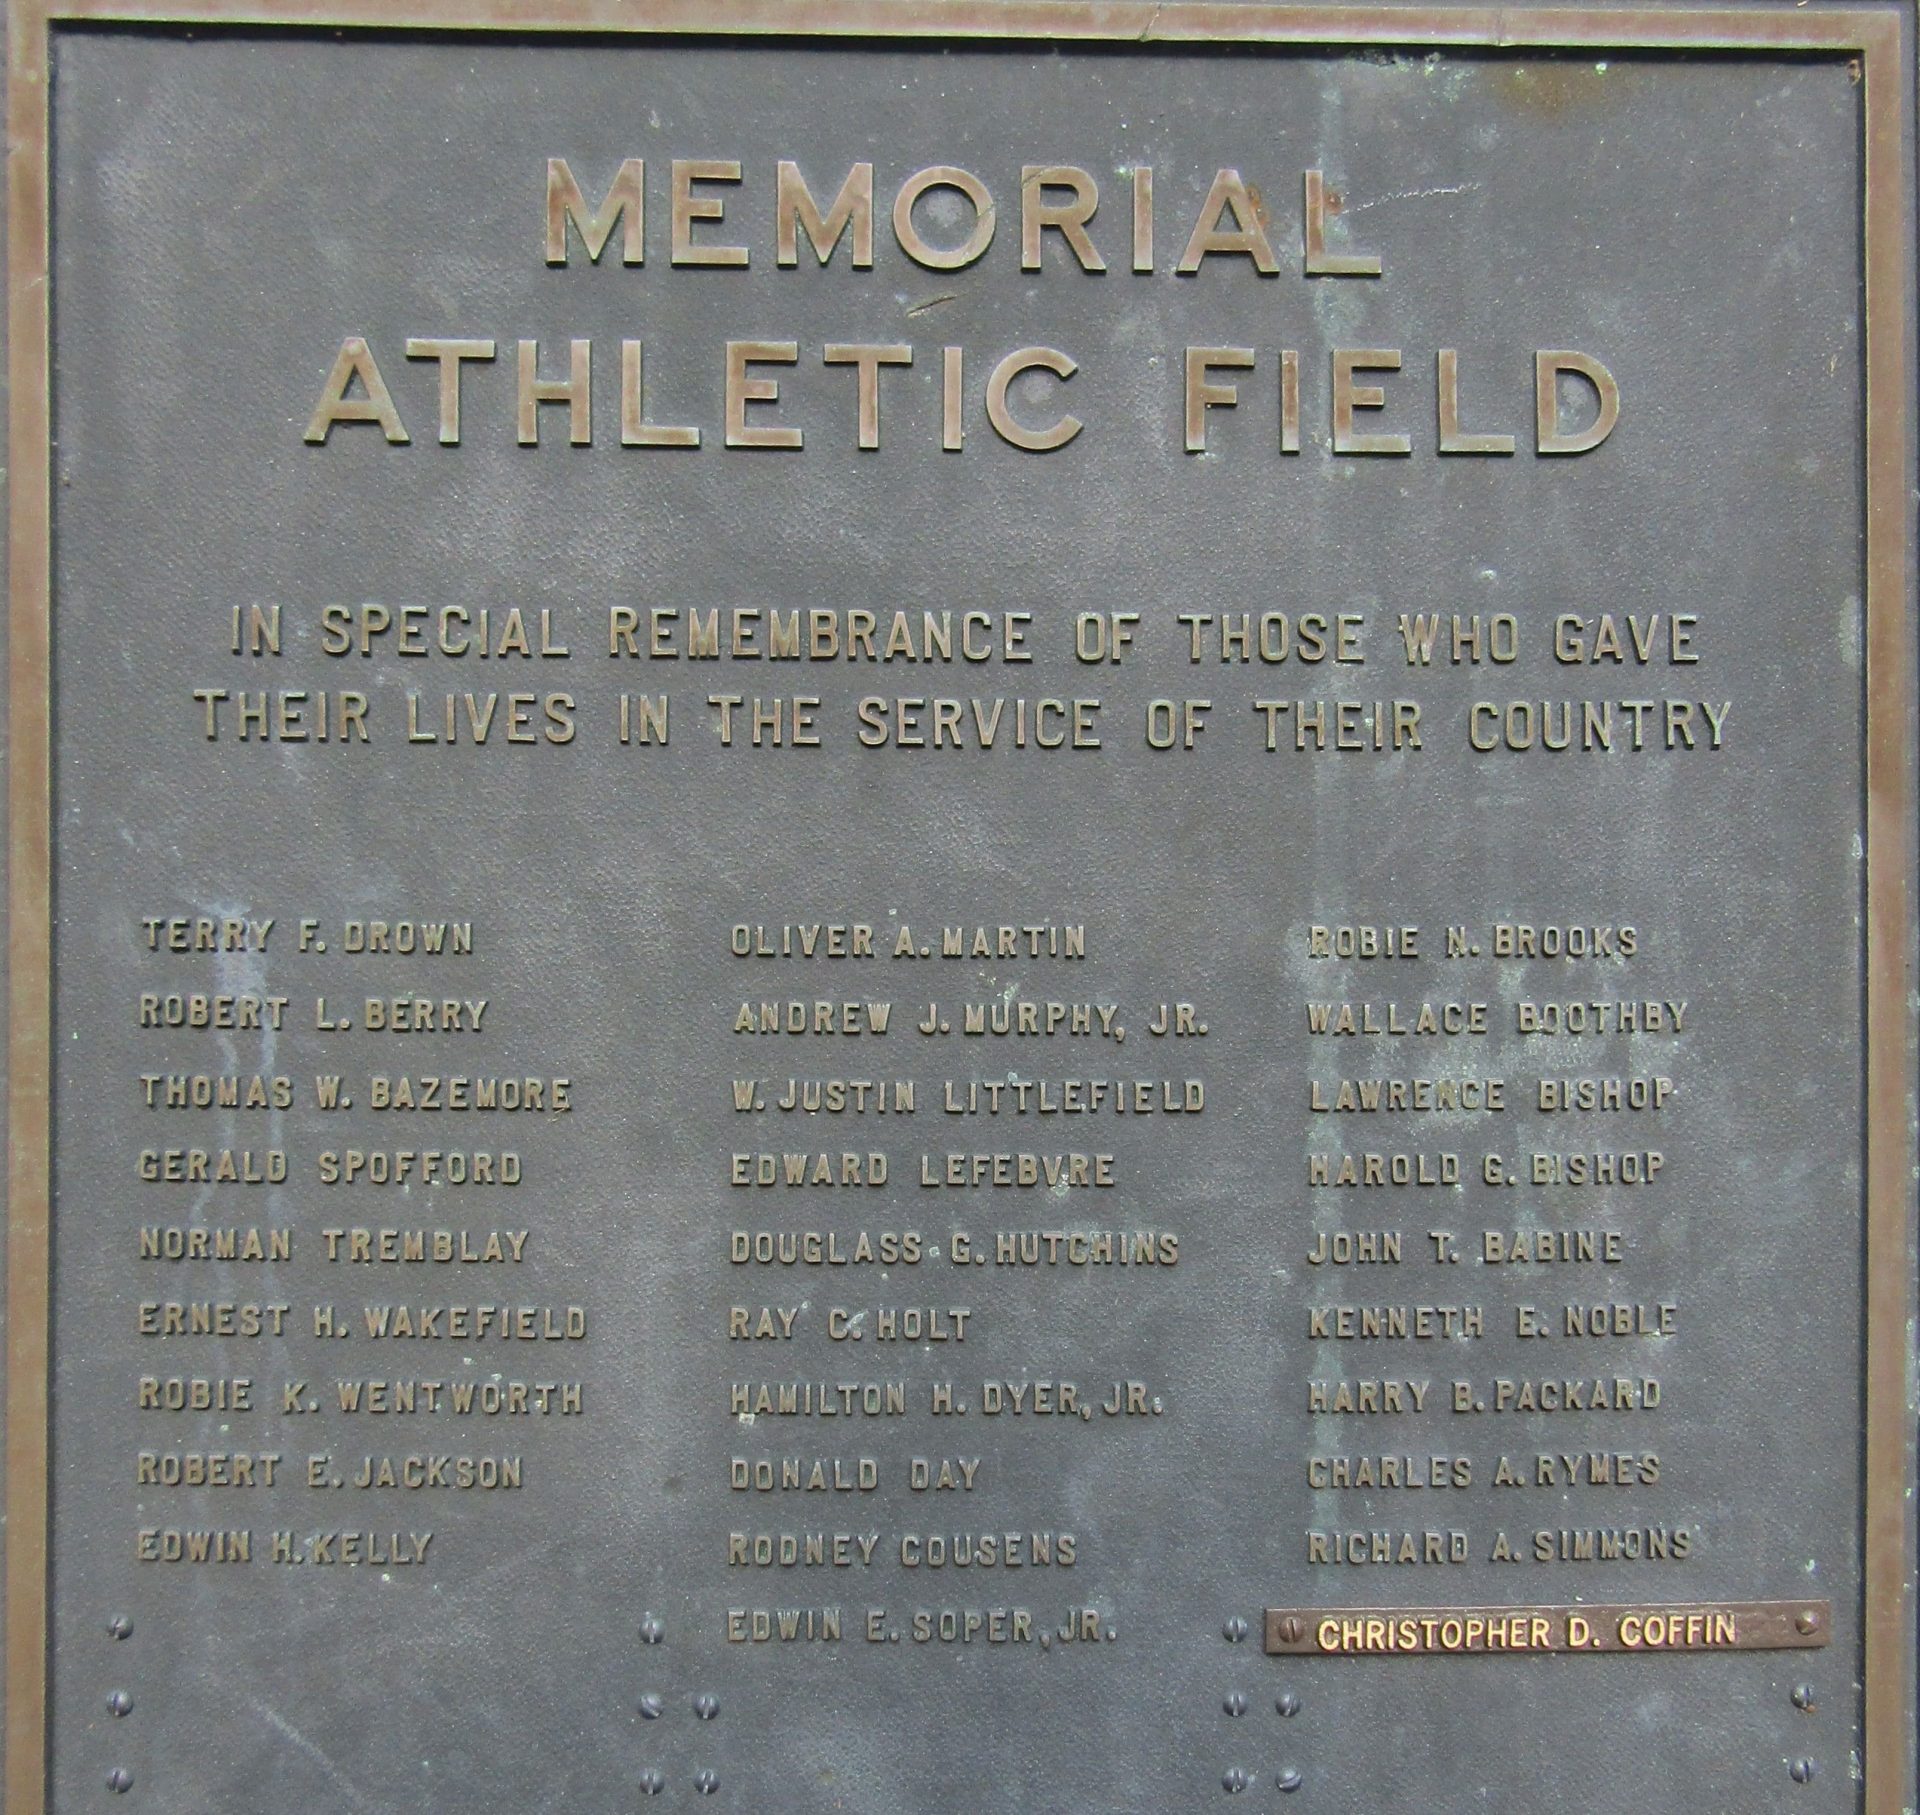 MEMORIAL
ATHLETIC FIELD
IN SPECIAL REMEMBRANCE OF THOSE WHO GAVE
THEIR LIVES IN THE SERVICE OF THEIR COUNTRY
TERRY F. DROWN
ROBERT L. BERRY
THOMAS W. BAZEMORE
GERALD SPOFFORD
NORMAN TREMBLAY
ERNEST H. WAKEFIELD
ROBIE K. WENTWORTH
ROBERT E. JACKSON
EDWIN H. KELLY
OLIVER A. MARTIN
ANDREW J. MURPHY, JR.
W. JUSTIN LITTLEFIELD
EDWARD LEFEBVRE
DOUGLASS G. HUTCHINS
RAY C. HOLT
HAMILTON H. DYER, JR.
DONALD DAY
RODNEY COUSENS
EDWIN E. SOPER, JR.
ROBIE N. BROOKS
WALLACE BOOTHBY
LAWRENCE BISHOP
HAROLD G. BISHOP
JOHN T. BABINE
KENNETH E. NOBLE
HARRY B. PACKARD
CHARLES A. RYMES
RICHARD A. SIMMONS
CHRISTOPHER D. COFFIN